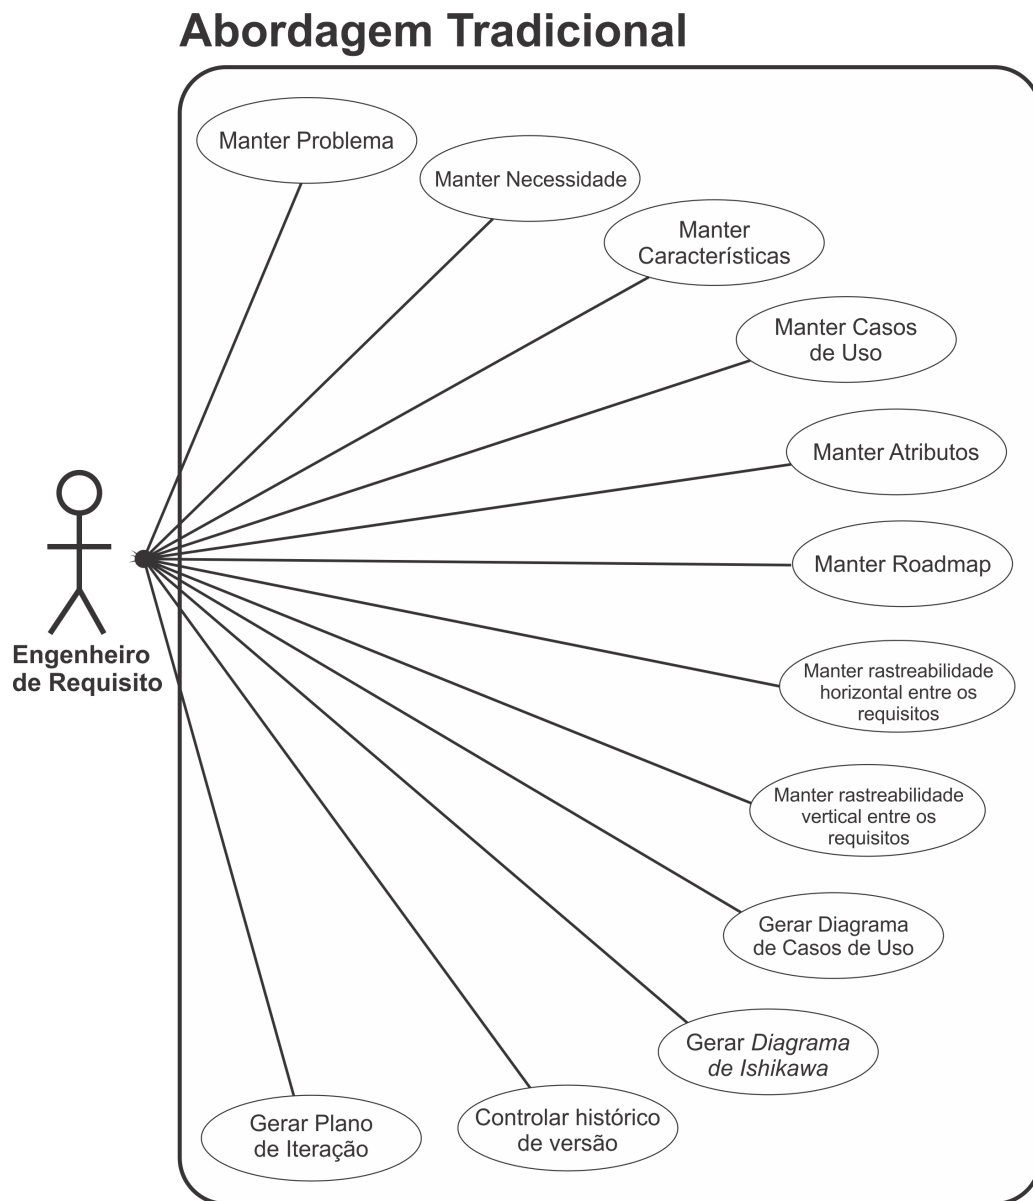 Abordagem Tradicional
Manter Problema
Manter Necessidade
Manter
Características
Manter Casos
de Uso
Manter Atributos
Manter Roadmap
Engenheiro
de Requisito
Manter rastreabilidade
horizontal entre os
requisitos
Manter rastreabilidade
vertical entre os
requisitos
Gerar Diagrama
de Casos de Uso
Gerar Diagrama
de Ishikawa
Controlar histórico
de versão
Gerar Plano
de Iteração